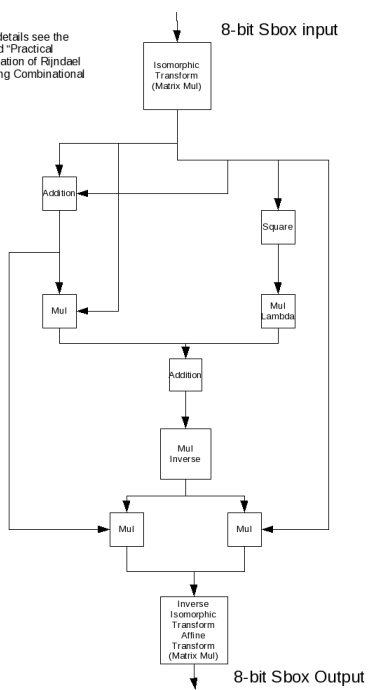 8-bit Sbox input
details see the
"Practical
ation of Rijndael
Combinational
Isomorphic
Transform
(Matrix Mul)
Addition
Square
Mul
Mul
Lambda
Addition
Mul
Inverse
Mul
Mul
Inverse
Isomorphic
Transform
Affine
Transform
(Matrix Mul)
8-bit Sbox Output